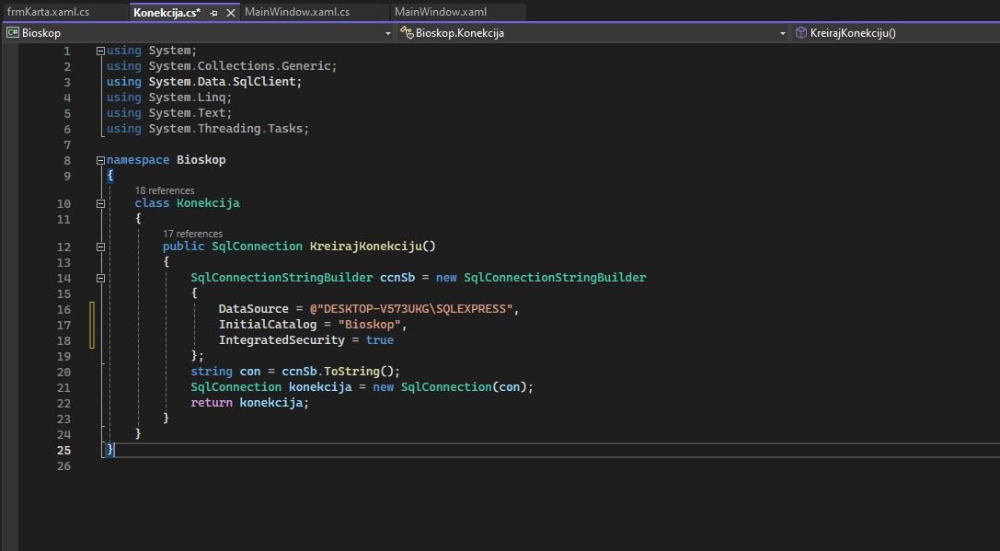 frmKarta.xaml.cs Konekcija.cs* MainWindow.xaml.cs MainWindow.xaml
C# Bioskop Bioskop.Konekcija KreirajKonekciju()
1 using System;
2 using System.Collections.Generic;
3 using System.Data.SqlClient;
4 using System.Linq;
5 using System.Text;
6 using System.Threading.Tasks;
7
8 namespace Bioskop
9 {
18 references
10 class Konekcija
11 {
17 references
12 public SqlConnection KreirajKonekciju()
13 {
14 SqlConnectionStringBuilder ccnSb = new SqlConnectionStringBuilder
15 {
16 DataSource = @"DESKTOP-V573UKG\SQLEXPRESS",
17 InitialCatalog = "Bioskop",
18 IntegratedSecurity = true
19 };
20 string con = ccnSb.ToString();
21 SqlConnection konekcija = new SqlConnection(con);
22 return konekcija;
23 }
24 }
25 }
26